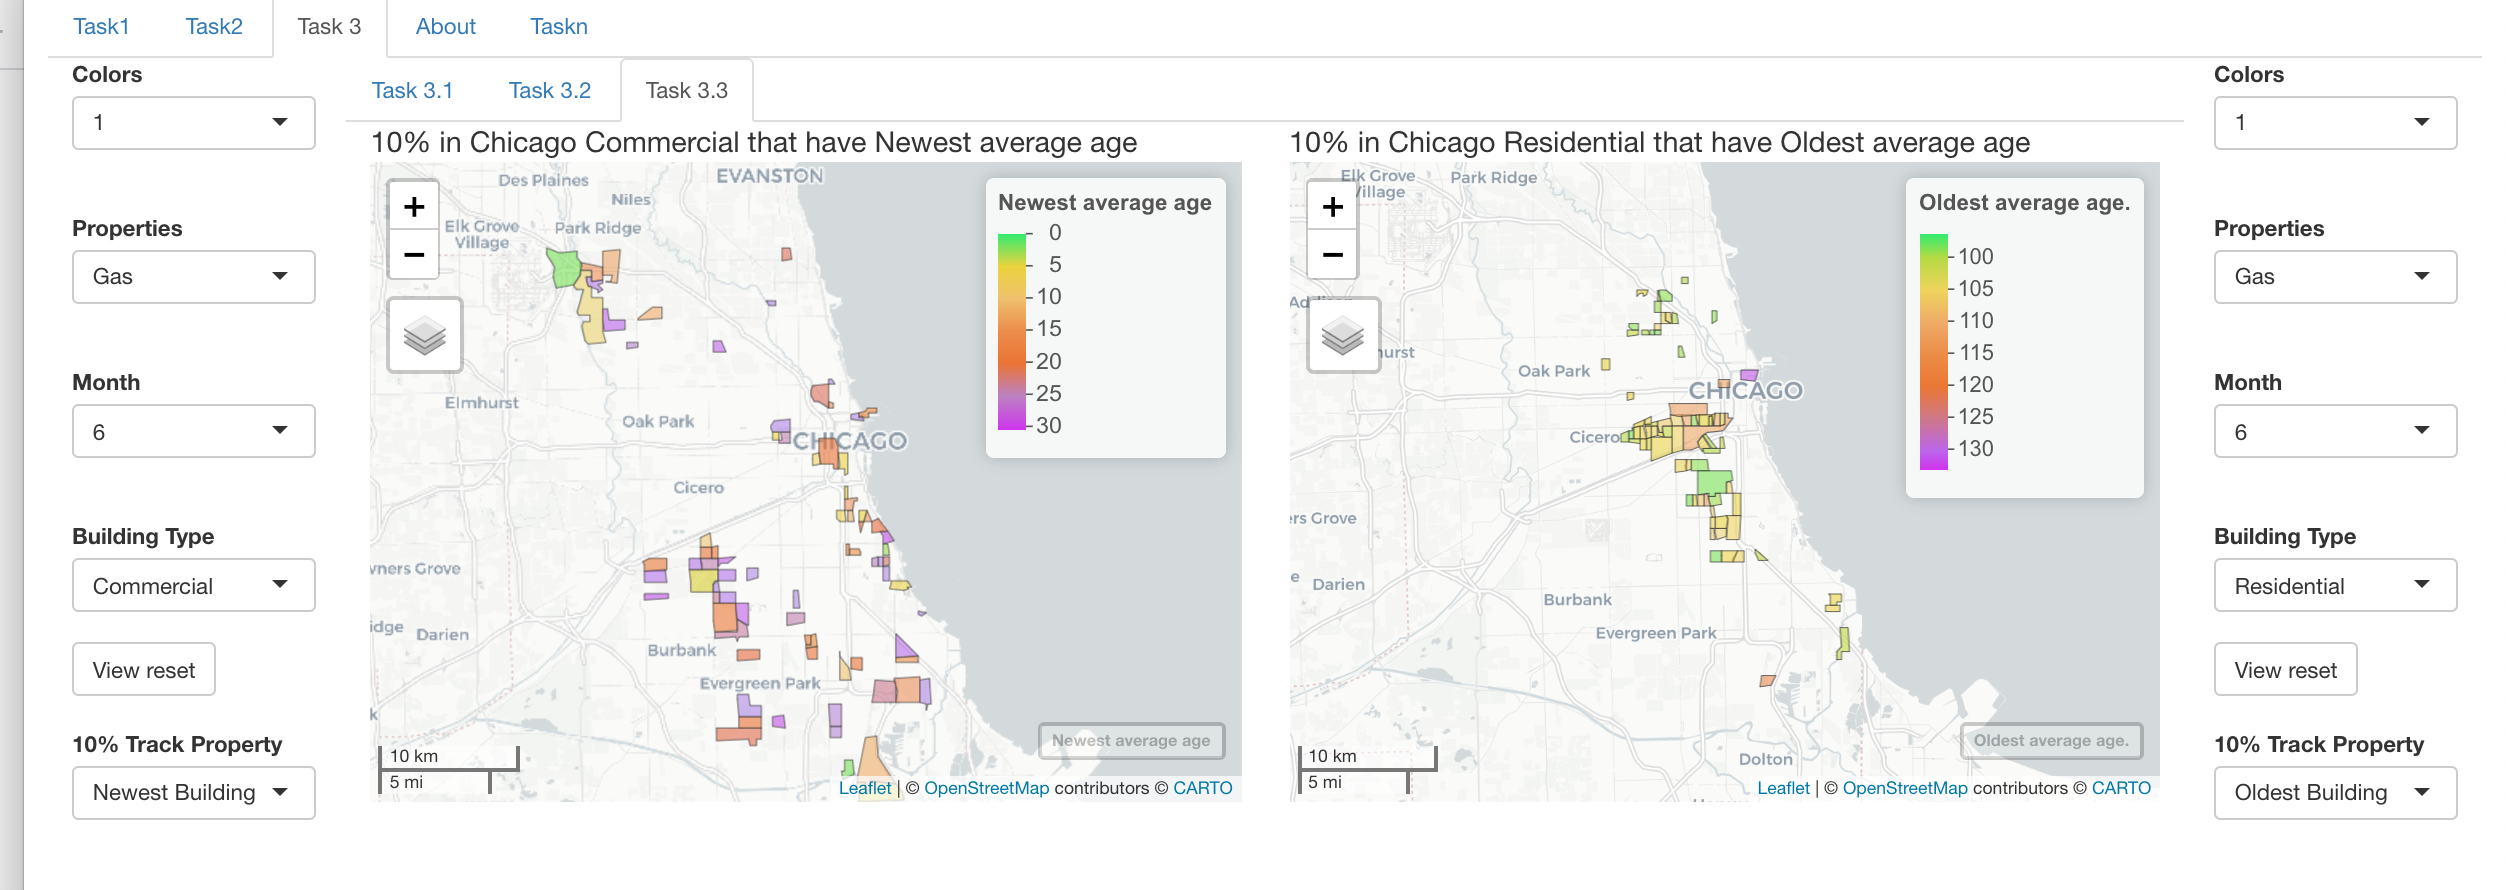 Task1 Task2 Task 3 About Taskn
Colors
1
Properties
Gas
Month
6
Building Type
Commercial
View reset
10% Track Property
Newest Building
Task 3.1 Task 3.2 Task 3.3
10% in Chicago Commercial that have Newest average age
+
−
Des Plaines
EVANSTON
Niles
Elk Grove
Village
Park Ridge
Elmhurst
Oak Park
CHICAGO
Cicero
wners Grove
idge
Darien
Burbank
Evergreen Park
k
Newest average age
0
5
10
15
20
25
30
Newest average age
10 km
5 mi
Leaflet | © OpenStreetMap contributors © CARTO
10% in Chicago Residential that have Oldest average age
+
−
Elk Grove
Village
Park Ridge
Ad
hurst
Oak Park
CHICAGO
Cicero
ers Grove
e
Darien
Burbank
Evergreen Park
Dolton
Oldest average age.
100
105
110
115
120
125
130
Oldest average age.
10 km
5 mi
Leaflet | © OpenStreetMap contributors © CARTO
Colors
1
Properties
Gas
Month
6
Building Type
Residential
View reset
10% Track Property
Oldest Building